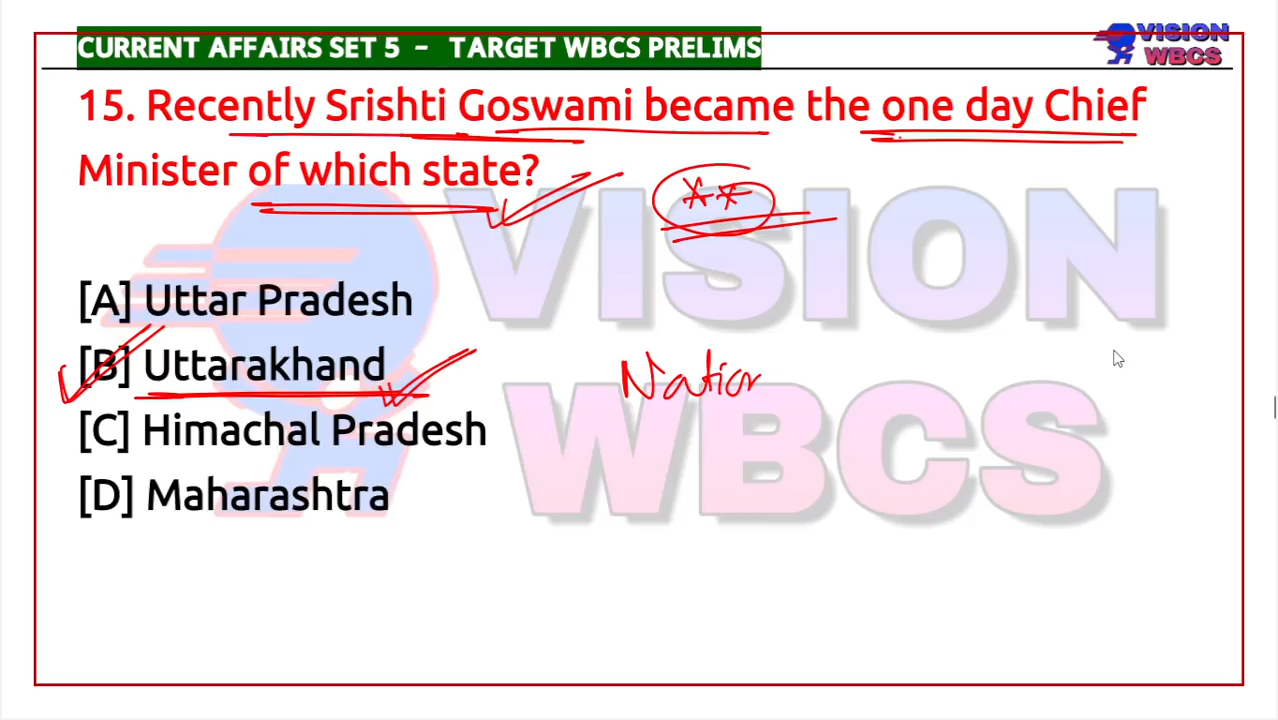 CURRENT AFFAIRS SET 5 - TARGET WBCS PRELIMS
VISION
WBCS
15. Recently Srishti Goswami became the one day Chief
Minister of which state?
[A] Uttar Pradesh
[B] Uttarakhand
[C] Himachal Pradesh
[D] Maharashtra
Nation
VISION
WBCS